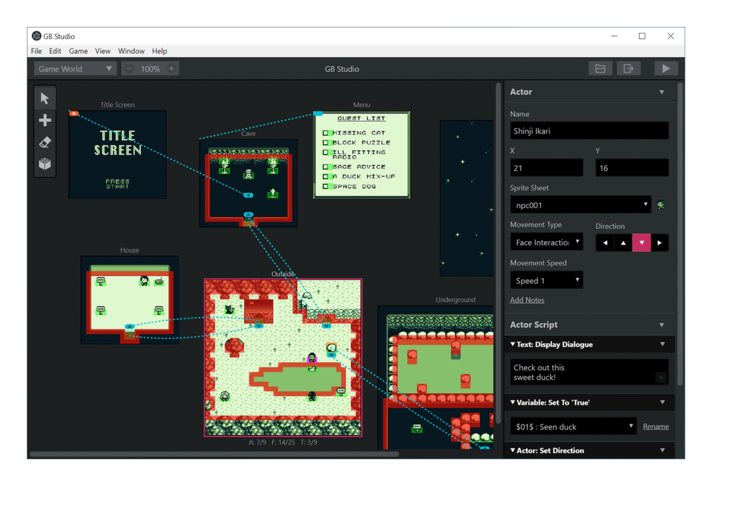 GB Studio
File Edit Game View Window Help
Game World
100%
GB Studio
Title Screen
TITLE
SCREEN
PRESS
START
Cave
Menu
QUEST LIST
MISSING CAT
BLOCK PUZZLE
ILL FITTING
RADIO
SAGE ADVICE
A DUCK MIX-UP
SPACE DOG
House
Outside
Underground
A: 7/9 F: 14/25 T: 3/9
Actor
Name
Shinji Ikari
X Y
21 16
Sprite Sheet
npc001
Movement Type Direction
Face Interaction
Movement Speed
Speed 1
Add Notes
Actor Script
Text: Display Dialogue
Check out this
sweet duck!
Variable: Set To 'True'
$01$ : Seen duck Rename
Actor: Set Direction